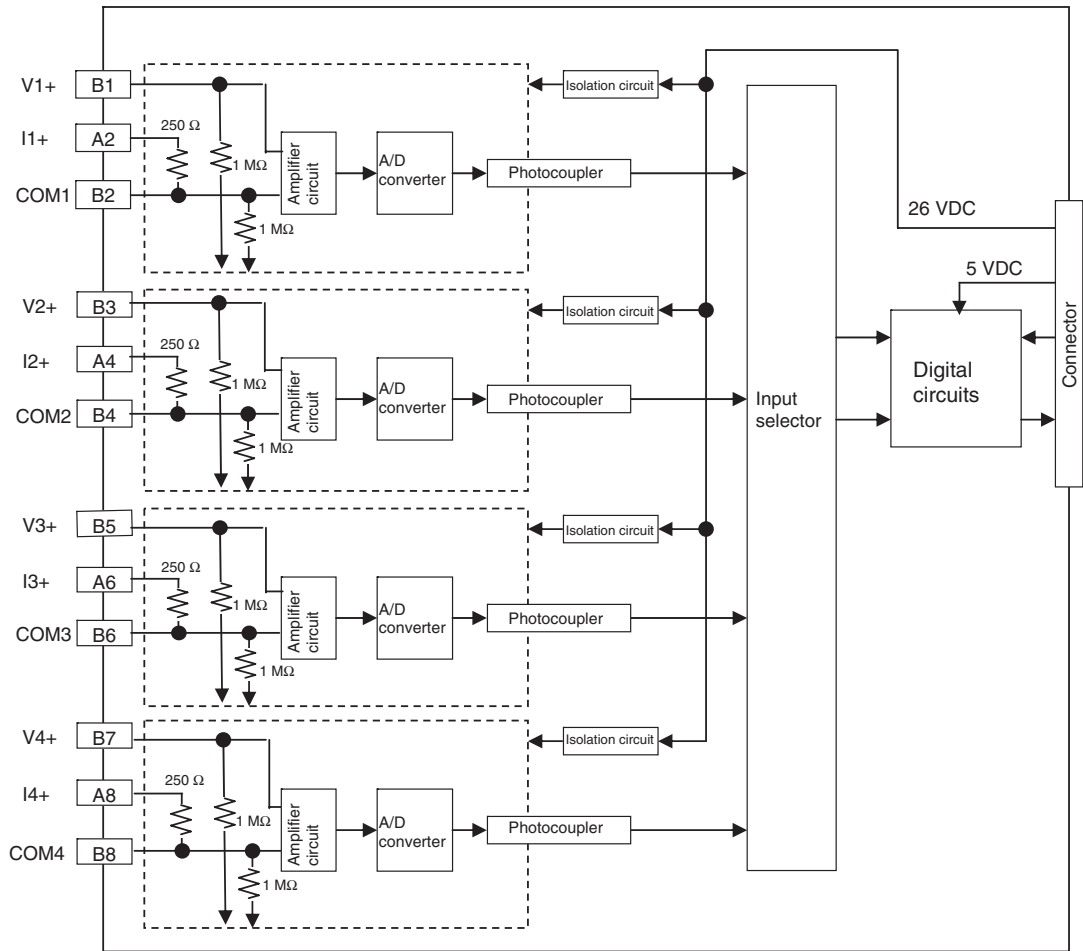 V1+
B1
Isolation circuit
I1+
A2
250 Ω
1 MΩ
Amplifier
circuit
A/D
converter
Photocoupler
COM1
B2
1 MΩ
26 VDC
5 VDC
V2+
B3
Isolation circuit
I2+
A4
250 Ω
1 MΩ
Amplifier
circuit
A/D
converter
Photocoupler
COM2
B4
1 MΩ
Input
selector
Digital
circuits
Connector
V3+
B5
Isolation circuit
I3+
A6
250 Ω
1 MΩ
Amplifier
circuit
A/D
converter
Photocoupler
COM3
B6
1 MΩ
V4+
B7
Isolation circuit
I4+
A8
250 Ω
1 MΩ
Amplifier
circuit
A/D
converter
Photocoupler
COM4
B8
1 MΩ